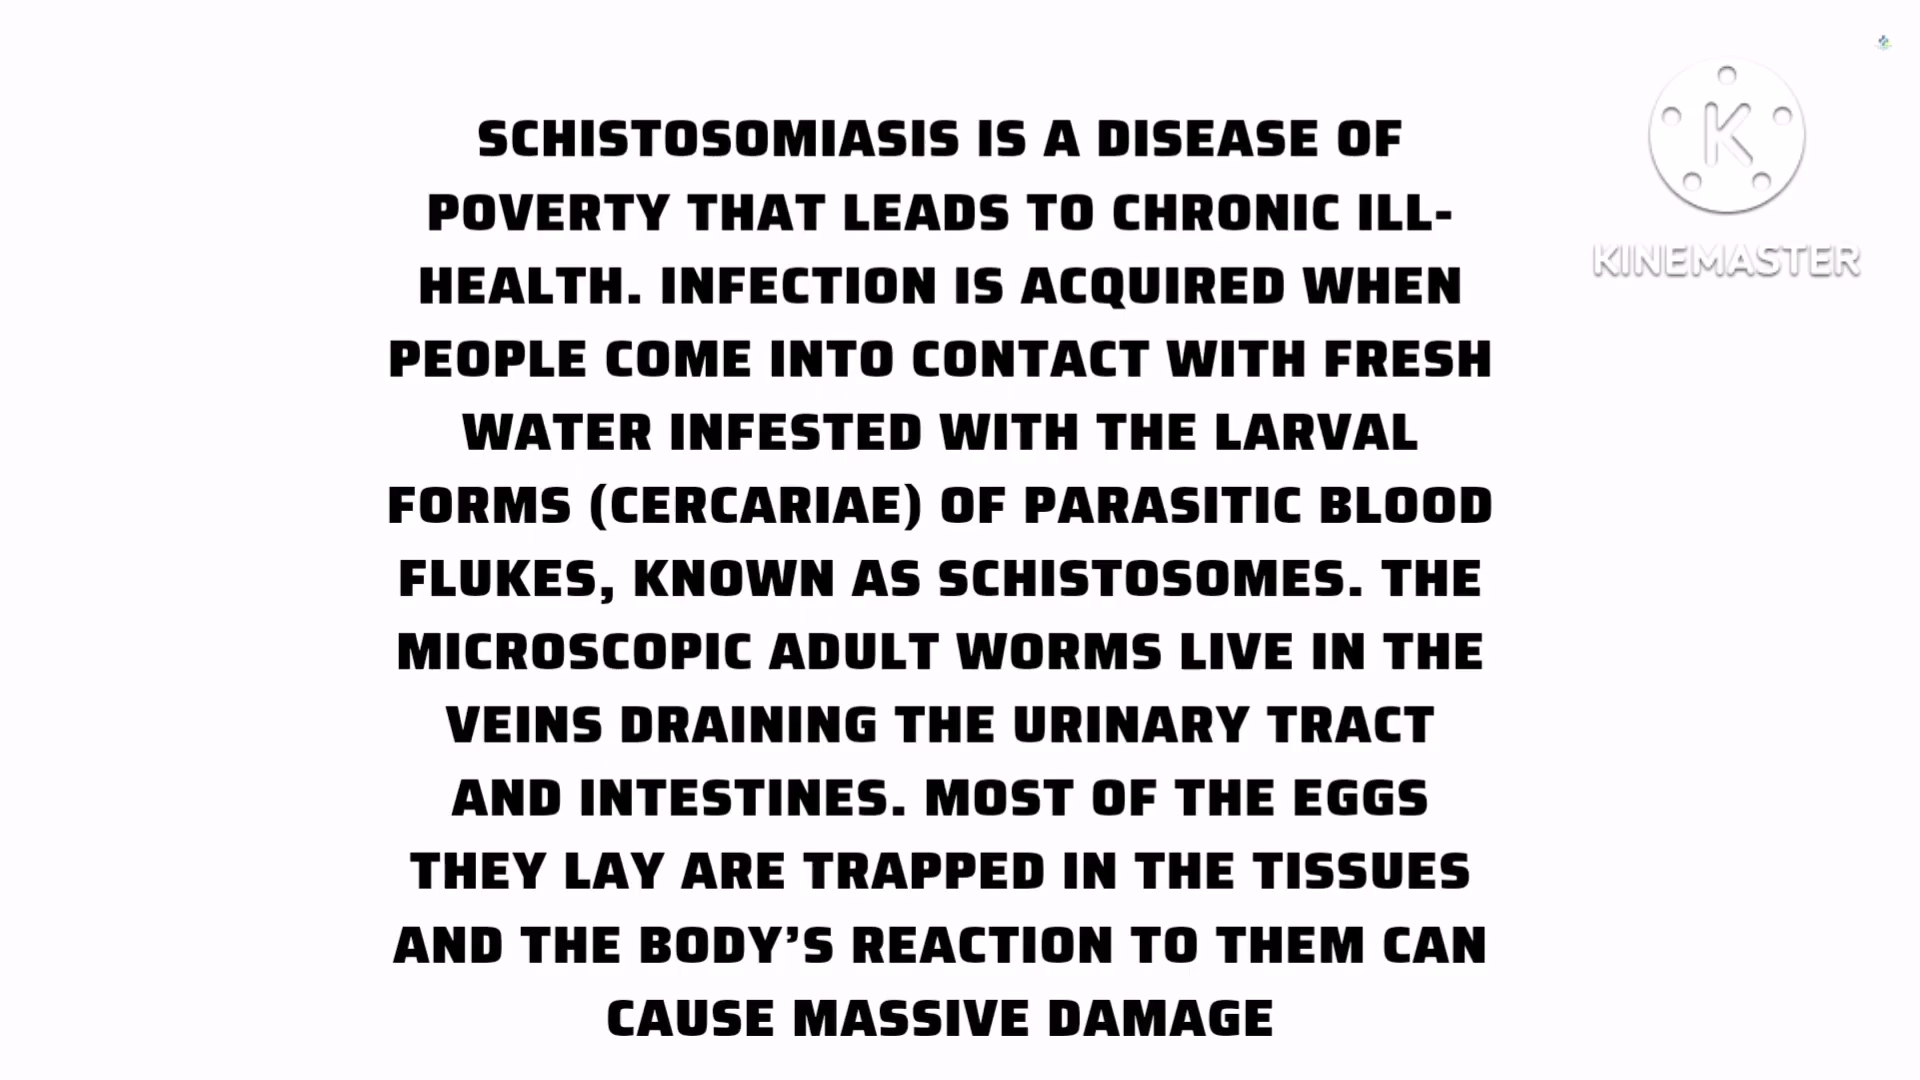 SCHISTOSOMIASIS IS A DISEASE OF
POVERTY THAT LEADS TO CHRONIC ILL-
HEALTH. INFECTION IS ACQUIRED WHEN
PEOPLE COME INTO CONTACT WITH FRESH
WATER INFESTED WITH THE LARVAL
FORMS (CERCARIAE) OF PARASITIC BLOOD
FLUKES, KNOWN AS SCHISTOSOMES. THE
MICROSCOPIC ADULT WORMS LIVE IN THE
VEINS DRAINING THE URINARY TRACT
AND INTESTINES. MOST OF THE EGGS
THEY LAY ARE TRAPPED IN THE TISSUES
AND THE BODY’S REACTION TO THEM CAN
CAUSE MASSIVE DAMAGE
K
KINEMASTER